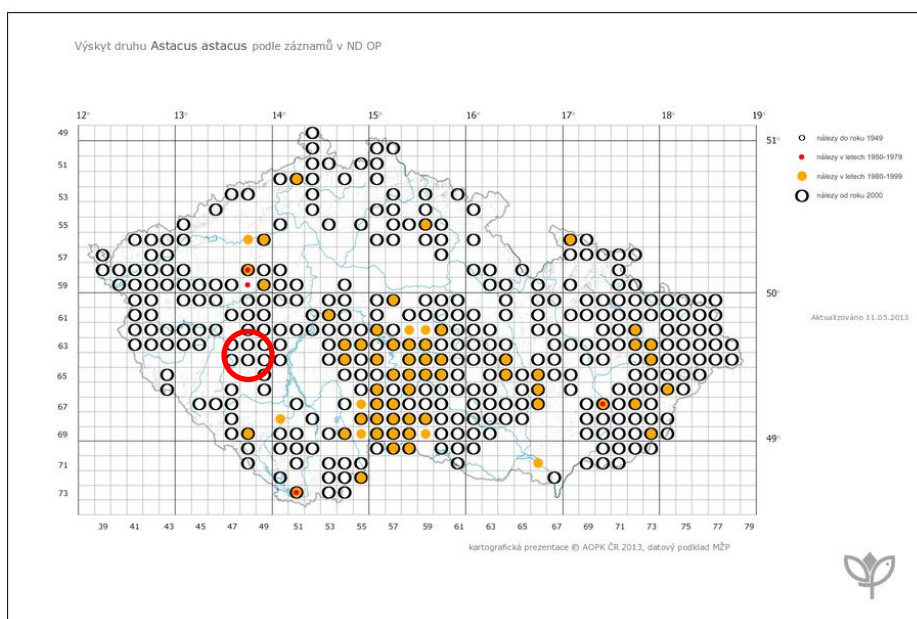 Výskyt druhu Astacus astacus podle záznamů v ND OP
12° 13° 14° 15° 16° 17° 18° 19°
49
51
53
55
57
59
61
63
65
67
69
71
73
51°
50°
49°
nálezy do roku 1949
nálezy v letech 1950-1979
nálezy v letech 1980-1999
nálezy od roku 2000
Aktualizováno 31.05.2013
39 41 43 45 47 49 51 53 55 57 59 61 63 65 67 69 71 73 75 77 79
kartografická prezentace © AOPK ČR 2013, datový podklad MŽP